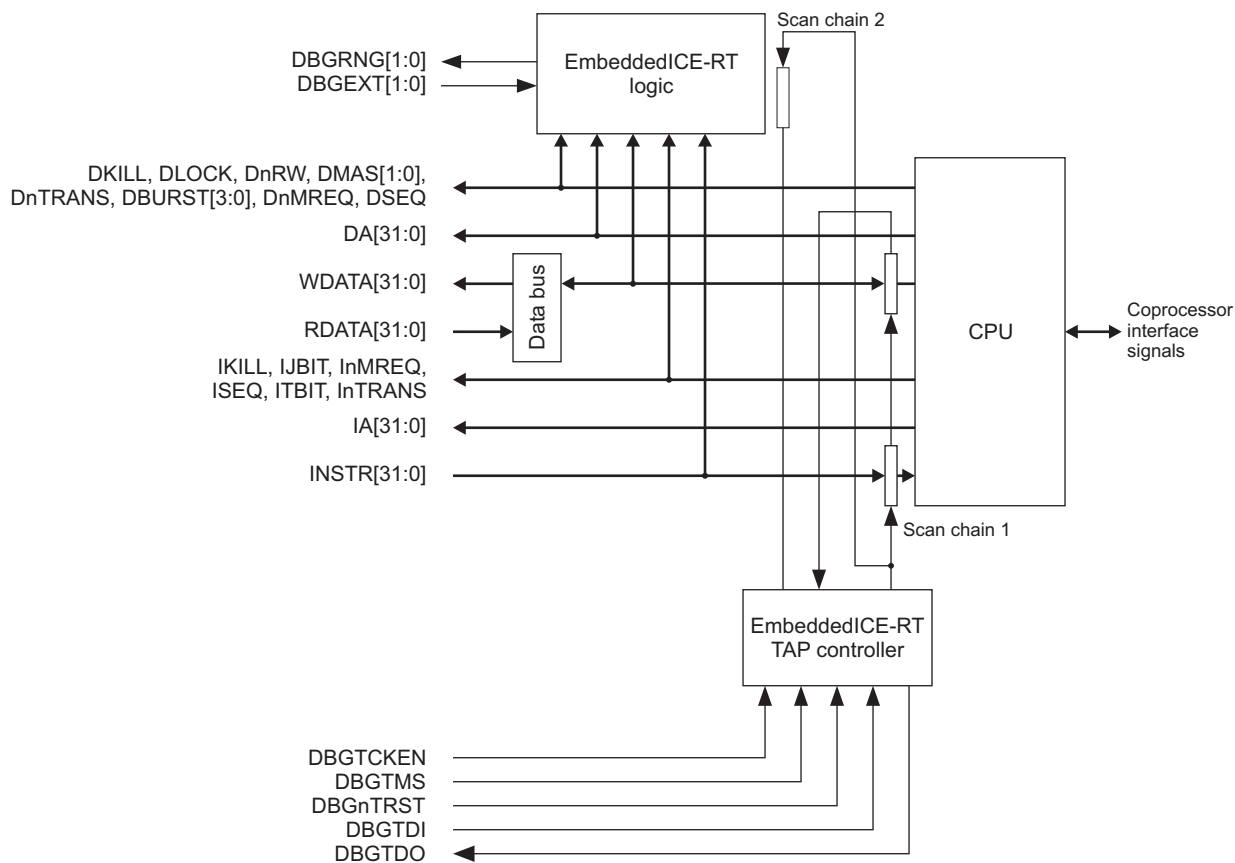 Scan chain 2
DBGRNG[1:0]
DBGEXT[1:0]
EmbeddedICE-RT
logic
DKILL, DLOCK, DnRW, DMAS[1:0],
DnTRANS, DBURST[3:0], DnMREQ, DSEQ
DA[31:0]
WDATA[31:0]
RDATA[31:0]
Data bus
CPU
Coprocessor
interface
signals
IKILL, IJBIT, InMREQ,
ISEQ, ITBIT, InTRANS
IA[31:0]
INSTR[31:0]
Scan chain 1
EmbeddedICE-RT
TAP controller
DBGTCKEN
DBGTMS
DBGnTRST
DBGTDI
DBGTDO